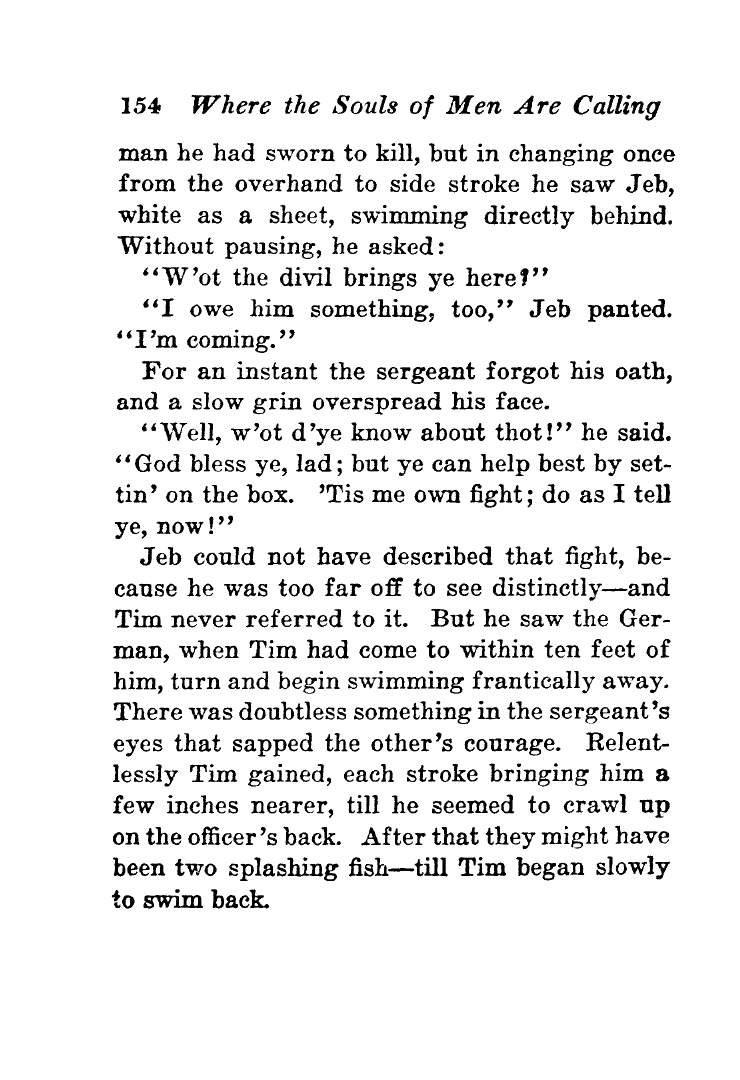 154 Where the Souls of Men Are Calling
man he had sworn to kill, but in changing once
from the overhand to side stroke he saw Jeb,
white as a sheet, swimming directly behind.
Without pausing, he asked:
“W’ot the divil brings ye here?”
“I owe him something, too,” Jeb panted.
“I’m coming.”
For an instant the sergeant forgot his oath,
and a slow grin overspread his face.
“Well, w’ot d’ye know about thot!” he said.
“God bless ye, lad; but ye can help best by set-
tin’ on the box. ’Tis me own fight; do as I tell
ye, now!”
Jeb could not have described that fight, be-
cause he was too far off to see distinctly—and
Tim never referred to it. But he saw the Ger-
man, when Tim had come to within ten feet of
him, turn and begin swimming frantically away.
There was doubtless something in the sergeant’s
eyes that sapped the other’s courage. Relent-
lessly Tim gained, each stroke bringing him a
few inches nearer, till he seemed to crawl up
on the officer’s back. After that they might have
been two splashing fish—till Tim began slowly
to swim back.